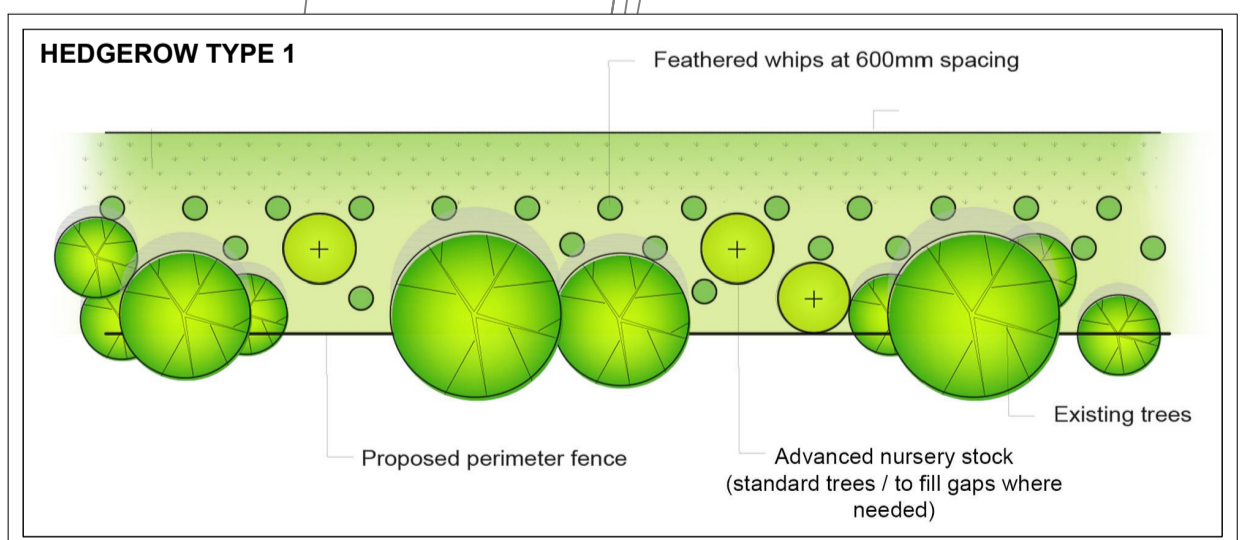 HEDGEROW TYPE 1
Feathered whips at 600mm spacing
Existing trees
Proposed perimeter fence
Advanced nursery stock
(standard trees / to fill gaps where
needed)